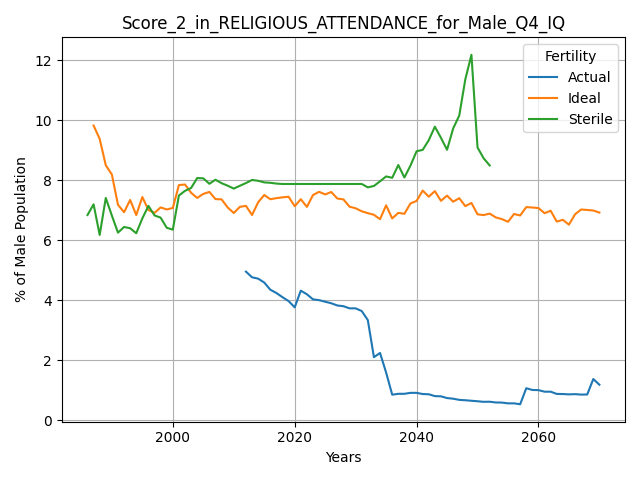 Score_2_in_RELIGIOUS_ATTENDANCE_for_Male_Q4_IQ
Fertility
Actual
Ideal
Sterile
% of Male Population
12
10
8
6
4
2
0
2000 2020 2040 2060
Years